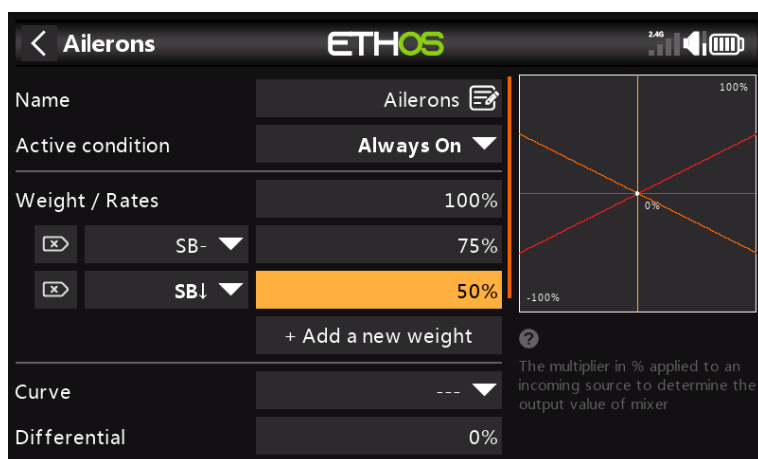 Ailerons
ETHOS
2.4G
Name
Ailerons
Active condition
Always On
Weight / Rates
100%
SB-
75%
SB↓
50%
+ Add a new weight
Curve
---
Differential
0%
100%
0%
-100%
?
The multiplier in % applied to an
incoming source to determine the
output value of mixer